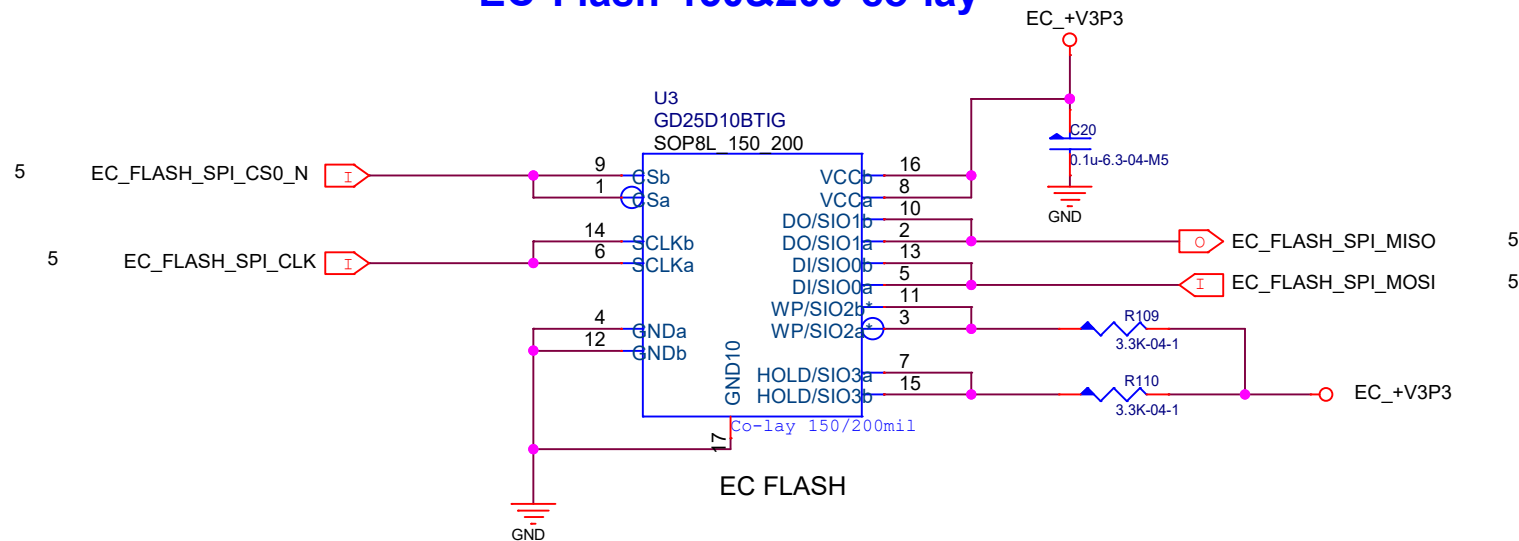 EC_+V3P3
U3
GD25D10BTIG
SOP8L_150_200
C20
0.1u-6.3-04-M5
GND
5 EC_FLASH_SPI_CS0_N I 9 CSb VCCb 16
1 CSa VCCa 8
DO/SIO1b 10
14 SCLKb DO/SIO1a 2 O EC_FLASH_SPI_MISO 5
5 EC_FLASH_SPI_CLK I 6 SCLKa DI/SIO0b 13
DI/SIO0a 5 I EC_FLASH_SPI_MOSI 5
WP/SIO2b* 11
4 GNDa WP/SIO2a* 3 R109
3.3K-04-1
12 GNDb
GND10
HOLD/SIO3a 7
HOLD/SIO3b 15 R110 EC_+V3P3
3.3K-04-1
17 Co-lay 150/200mil
EC FLASH
GND